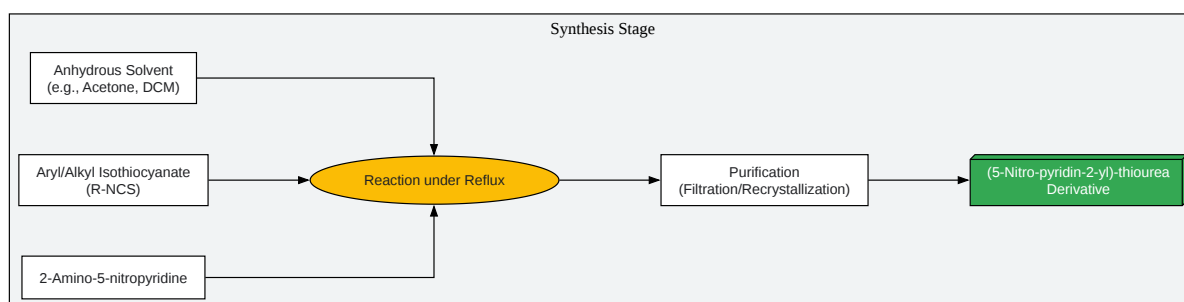 Synthesis Stage
Anhydrous Solvent
(e.g., Acetone, DCM)
Aryl/Alkyl Isothiocyanate
(R-NCS)
Reaction under Reflux
Purification
(Filtration/Recrystallization)
(5-Nitro-pyridin-2-yl)-thiourea
Derivative
2-Amino-5-nitropyridine